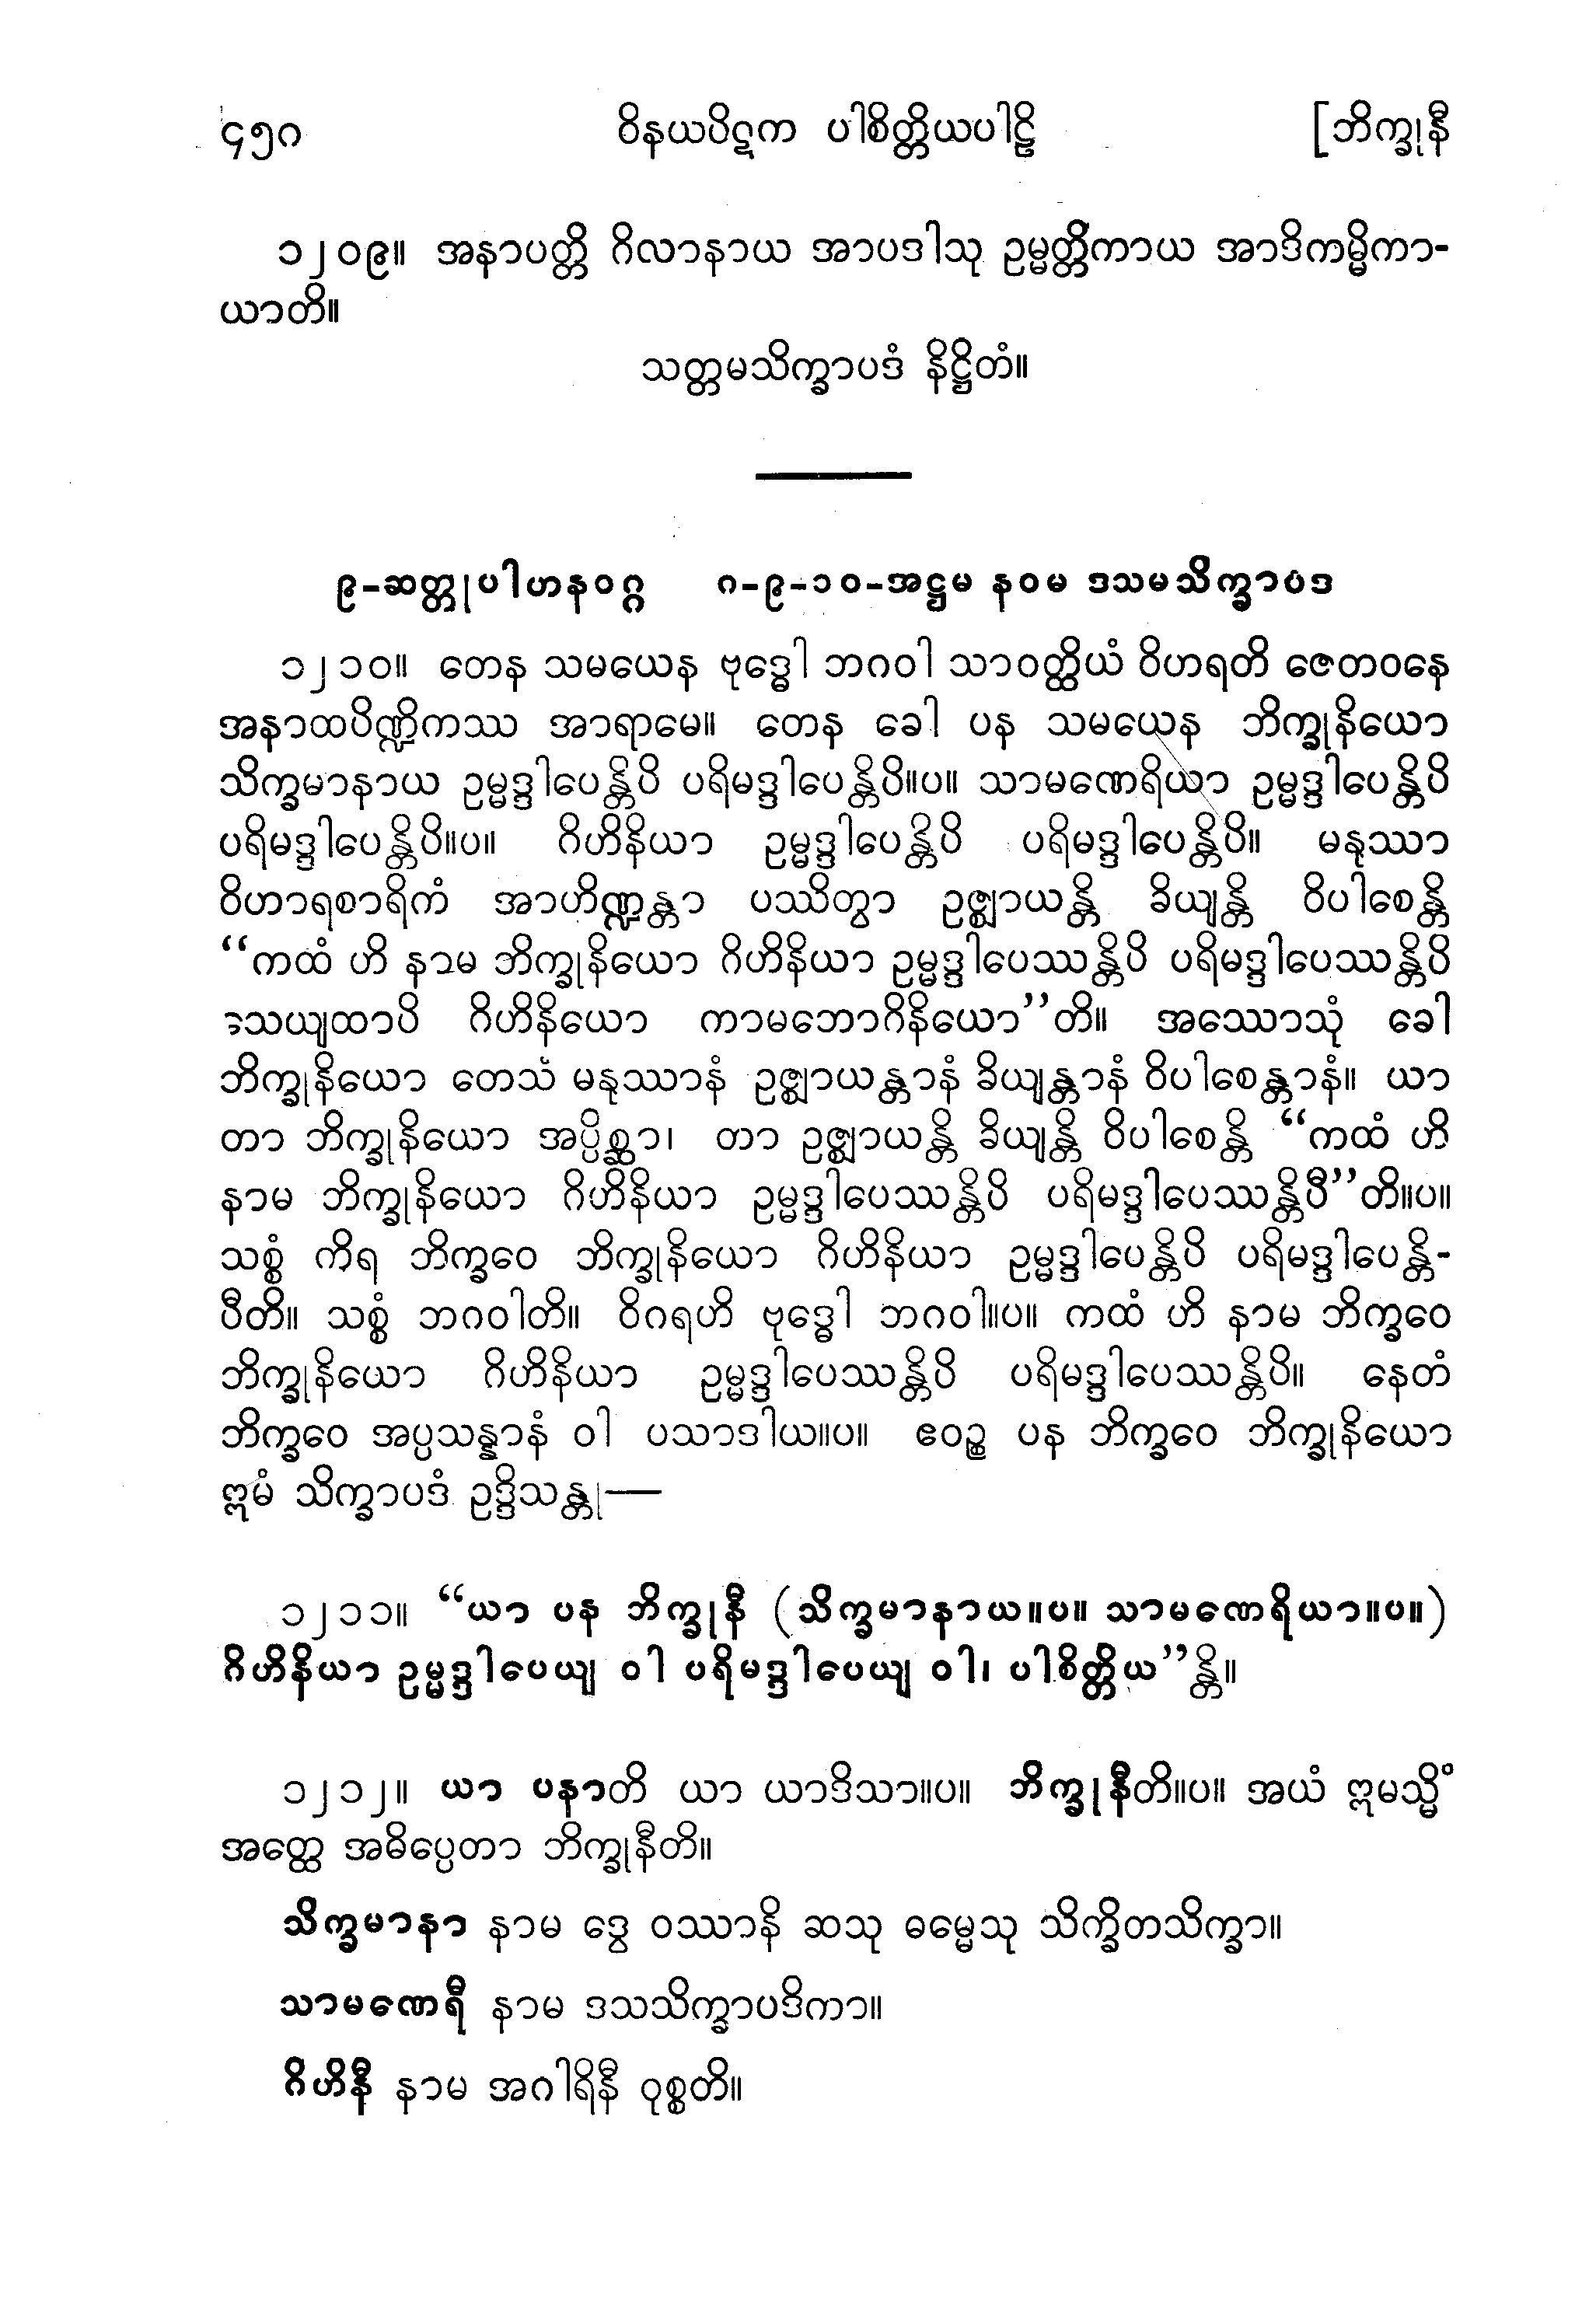 ၄၅ဂ ဝိနယပိဋက ပါစိတ္တိယပါဠိ [ဘိက္ခုနီ
၁၂၀၉။ အနာပတ္တိ ဂိလာနာယ အာပဒါသု ဥမ္မတ္တိကာယ အာဒိကမ္မိကာ-
ယာတိ။
သတ္တမသိက္ခာပဒံ နိဋ္ဌိတံ။
၉-ဆတ္တုပါဟနဝဂ္ဂ ဂ-၉-၁၀-အဋ္ဌမ နဝမ ဒသမသိက္ခာပဒ
၁၂၁၀။ တေန သမယေန ဗုဒ္ဓေါ ဘဂဝါ သာဝတ္ထိယံ ဝိဟရတိ ဇေတဝနေ
အနာထပိဏ္ဍိကဿ အာရာမေ။ တေန ခေါ ပန သမယေန ဘိက္ခုနိယော
သိက္ခမာနာယ ဥမ္မဒ္ဒါပေန္တိပိ ပရိမဒ္ဒါပေန္တိပိ။ပ။ သာမဏေရိယာ ဥမ္မဒ္ဒါပေန္တိပိ
ပရိမဒ္ဒါပေန္တိပိ။ပ။ ဂိဟိနိယာ ဥမ္မဒ္ဒါပေန္တိပိ ပရိမဒ္ဒါပေန္တိပိ။ မနုဿာ
ဝိဟာရစာရိကံ အာဟိဏ္ဍန္တာ ပဿိတွာ ဥဇ္ဈာယန္တိ ခိယျန္တိ ဝိပါစေန္တိ
“ကထံ ဟိ နာမ ဘိက္ခုနိယော ဂိဟိနိယာ ဥမ္မဒ္ဒါပေဿန္တိပိ ပရိမဒ္ဒါပေဿန္တိပိ
သေယျထာပိ ဂိဟိနိယော ကာမဘောဂိနိယော”တိ။ အဿောသုံ ခေါ
ဘိက္ခုနိယော တေသံ မနုဿာနံ ဥဇ္ဈာယန္တာနံ ခိယျန္တာနံ ဝိပါစေန္တာနံ။ ယာ
တာ ဘိက္ခုနိယော အပ္ပိစ္ဆာ၊ တာ ဥဇ္ဈာယန္တိ ခိယျန္တိ ဝိပါစေန္တိ “ကထံ ဟိ
နာမ ဘိက္ခုနိယော ဂိဟိနိယာ ဥမ္မဒ္ဒါပေဿန္တိပိ ပရိမဒ္ဒါပေဿန္တိပီ”တိ။ပ။
သစ္စံ ကိရ ဘိက္ခဝေ ဘိက္ခုနိယော ဂိဟိနိယာ ဥမ္မဒ္ဒါပေန္တိပိ ပရိမဒ္ဒါပေန္တိ-
ပီတိ။ သစ္စံ ဘဂဝါတိ။ ဝိဂရဟိ ဗုဒ္ဓေါ ဘဂဝါ။ပ။ ကထံ ဟိ နာမ ဘိက္ခဝေ
ဘိက္ခုနိယော ဂိဟိနိယာ ဥမ္မဒ္ဒါပေဿန္တိပိ ပရိမဒ္ဒါပေဿန္တိပိ။ နေတံ
ဘိက္ခဝေ အပ္ပသန္နာနံ ဝါ ပသာဒါယ။ပ။ ဧဝဉ္စ ပန ဘိက္ခဝေ ဘိက္ခုနိယော
ဣမံ သိက္ခာပဒံ ဥဒ္ဒိသန္တု—
၁၂၁၁။ “ယာ ပန ဘိက္ခုနီ (သိက္ခမာနာယ။ပ။ သာမဏေရိယာ။ပ။)
ဂိဟိနိယာ ဥမ္မဒ္ဒါပေယျ ဝါ ပရိမဒ္ဒါပေယျ ဝါ၊ ပါစိတ္တိယ”န္တိ။
၁၂၁၂။ ယာ ပနာတိ ယာ ယာဒိသာ။ပ။ ဘိက္ခုနီတိ။ပ။ အယံ ဣမသ္မိံ
အတ္ထေ အဓိပ္ပေတာ ဘိက္ခုနီတိ။
သိက္ခမာနာ နာမ ဒွေ ဝဿာနိ ဆသု ဓမ္မေသု သိက္ခိတသိက္ခာ။
သာမဏေရီ နာမ ဒသသိက္ခာပဒိကာ။
ဂိဟိနီ နာမ အဂါရိနီ ဝုစ္စတိ။